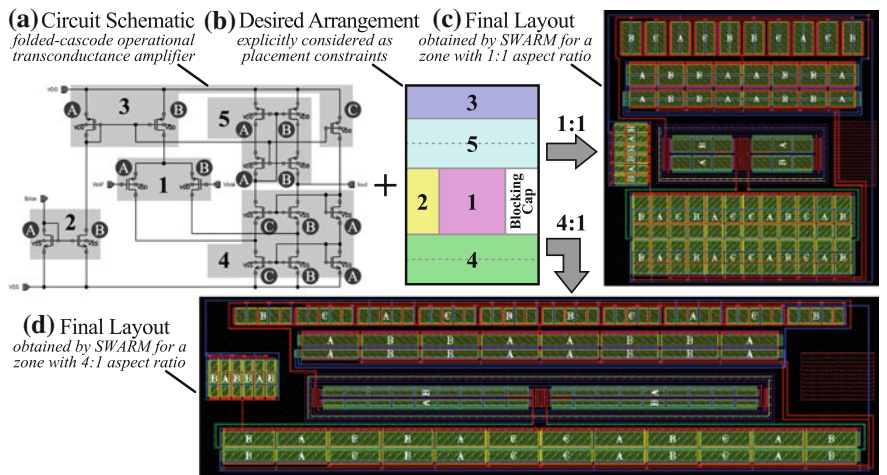 (a) Circuit Schematic
folded-cascode operational
transconductance amplifier
(b) Desired Arrangement
explicitly considered as
placement constraints
(c) Final Layout
obtained by SWARM for a
zone with 1:1 aspect ratio
3
A
B
5
A
B
C
A
B
A
B
1
2
A
B
C
B
A
4
C
B
A
VDD
VSS
+
3
5
2
1
Blocking
Cap
4
1:1
4:1
B C A C B B C A C B
A B B A A B B A
A B B A A B B A
B A B B A B
B A
A B
B A C B A C C A B C A B
B A C B A C C A B C A B
(d) Final Layout
obtained by SWARM for a
zone with 4:1 aspect ratio
B C A C B B C A C B
A B B A A B B A
A B B A A B B A
B A B B A B
B A
A B
B A C B A C C A B C A B
B A C B A C C A B C A B